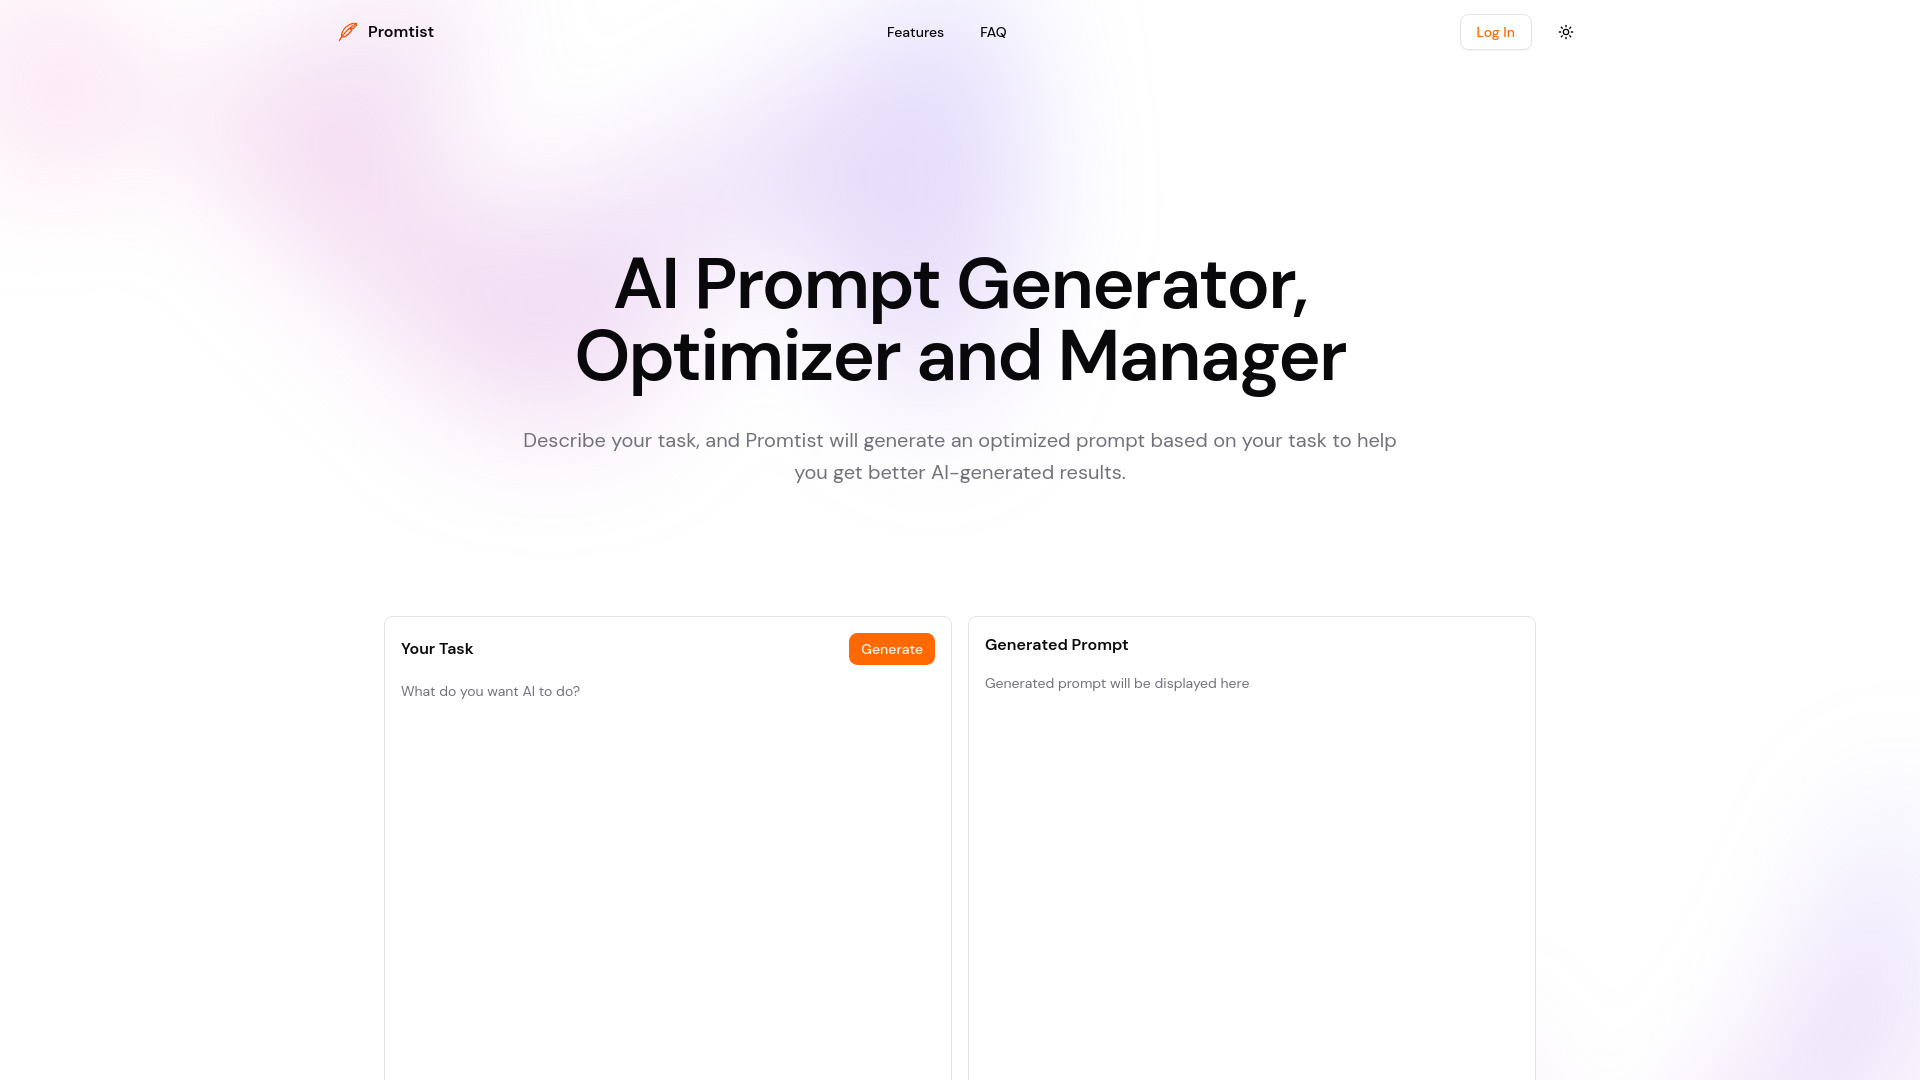 Promtist
Features
FAQ
Log In
AI Prompt Generator,
Optimizer and Manager
Describe your task, and Promtist will generate an optimized prompt based on your task to help
you get better AI-generated results.
Your Task
Generate
What do you want AI to do?
Generated Prompt
Generated prompt will be displayed here